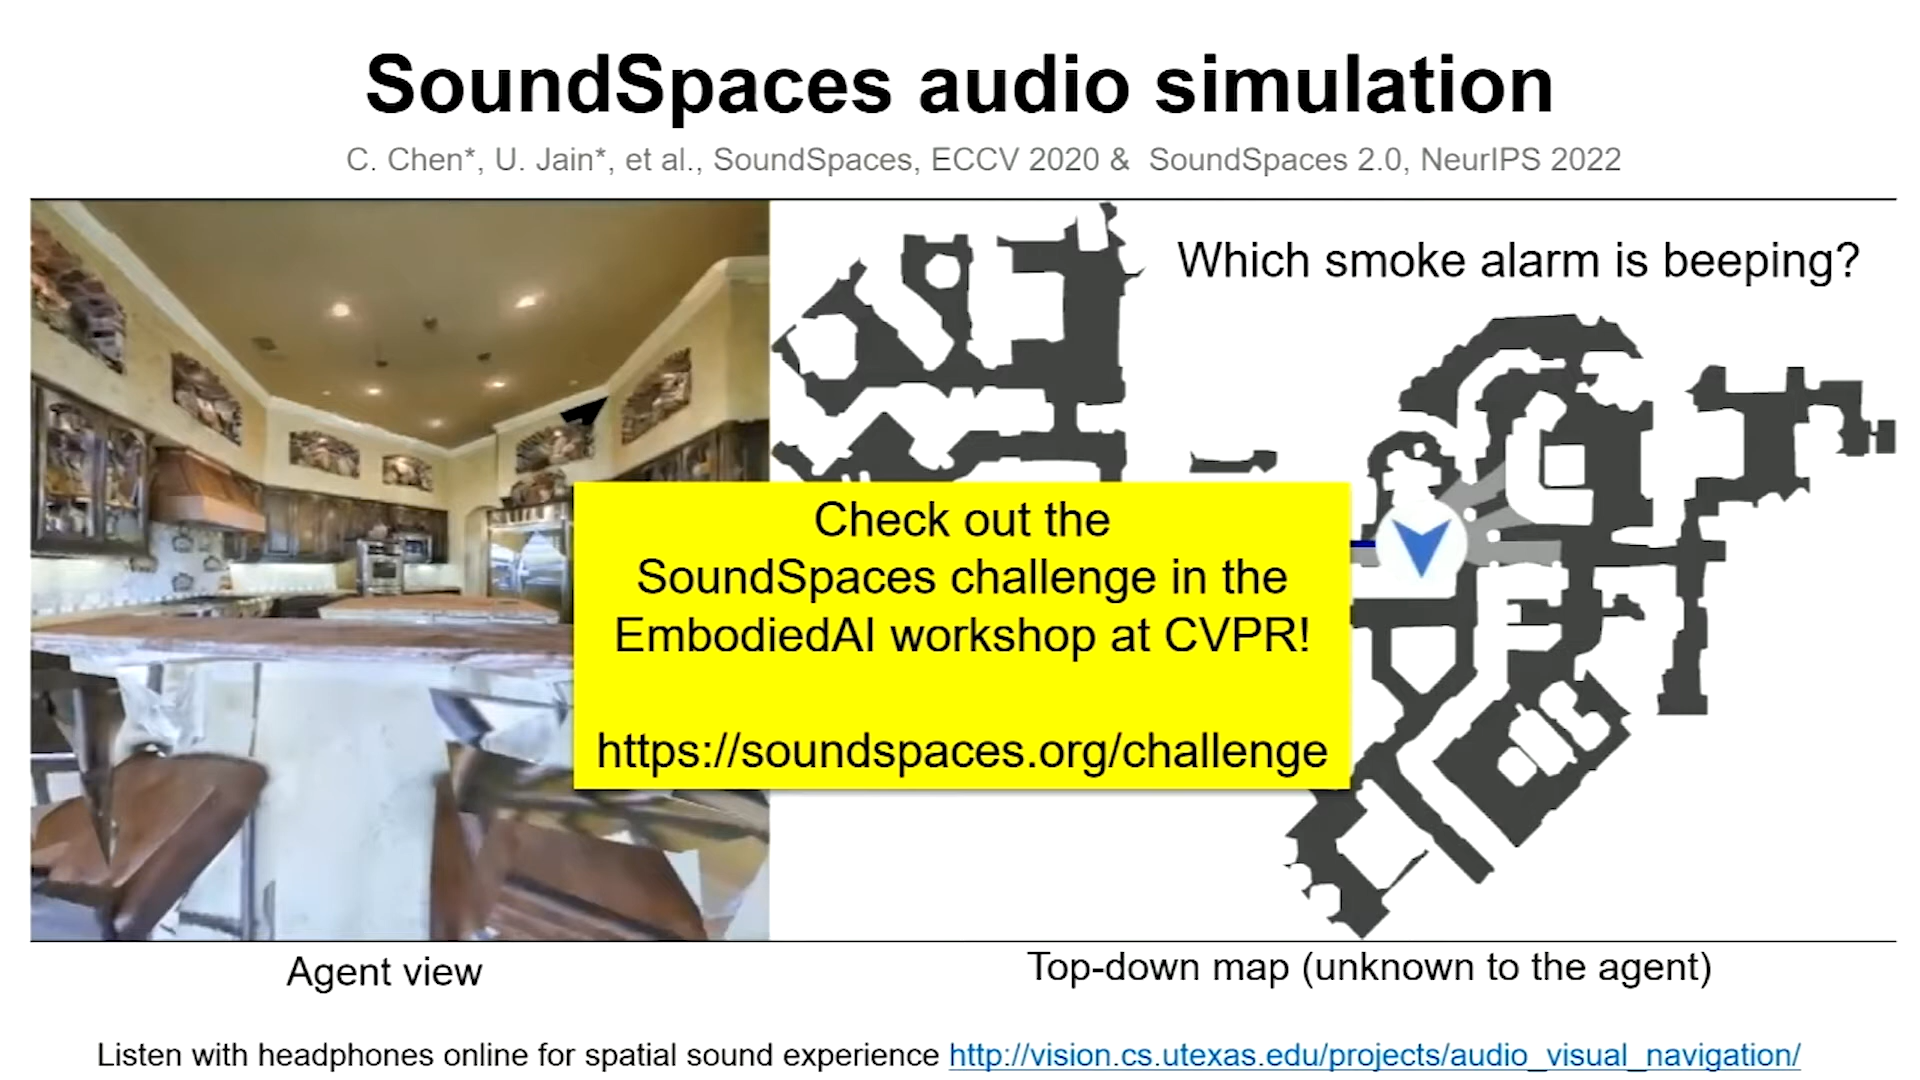 SoundSpaces audio simulation
C. Chen*, U. Jain*, et al., SoundSpaces, ECCV 2020 &  SoundSpaces 2.0, NeurIPS 2022
Which smoke alarm is beeping?
Check out the
SoundSpaces challenge in the
EmbodiedAI workshop at CVPR!
https://soundspaces.org/challenge
Agent view
Top-down map (unknown to the agent)
Listen with headphones online for spatial sound experience http://vision.cs.utexas.edu/projects/audio_visual_navigation/